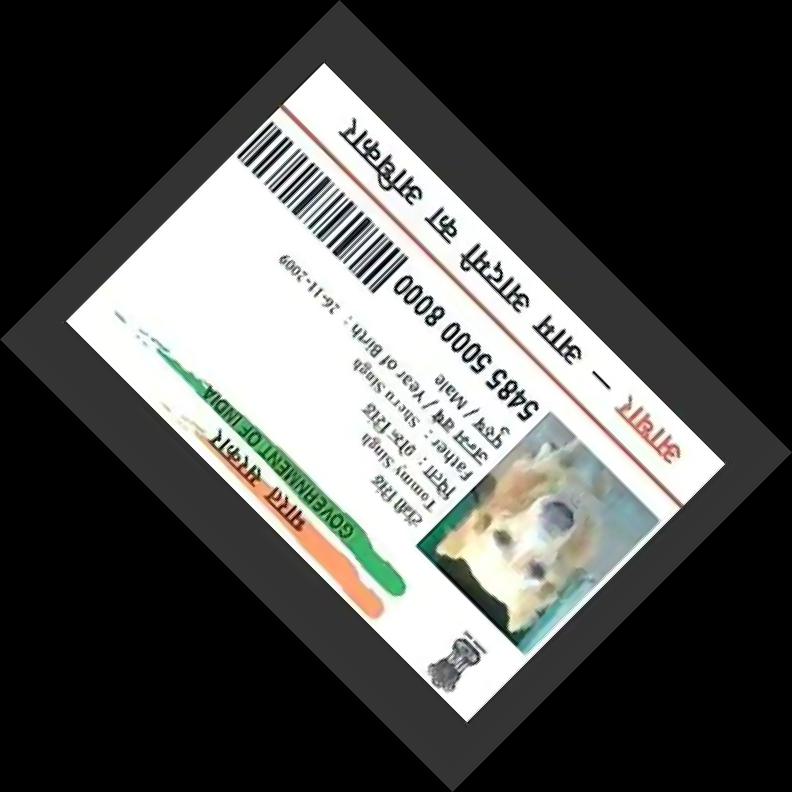 भारत सरकार
GOVERNMENT OF INDIA
टोमी सिंह
Tommy Singh
पिता : शेरू सिंह
Father : Sheru Singh
जन्म वर्ष / Year of Birth : 26-11-2009
पुरुष / Male
5485 5000 8000
आधार — आम आदमी का अधिकार